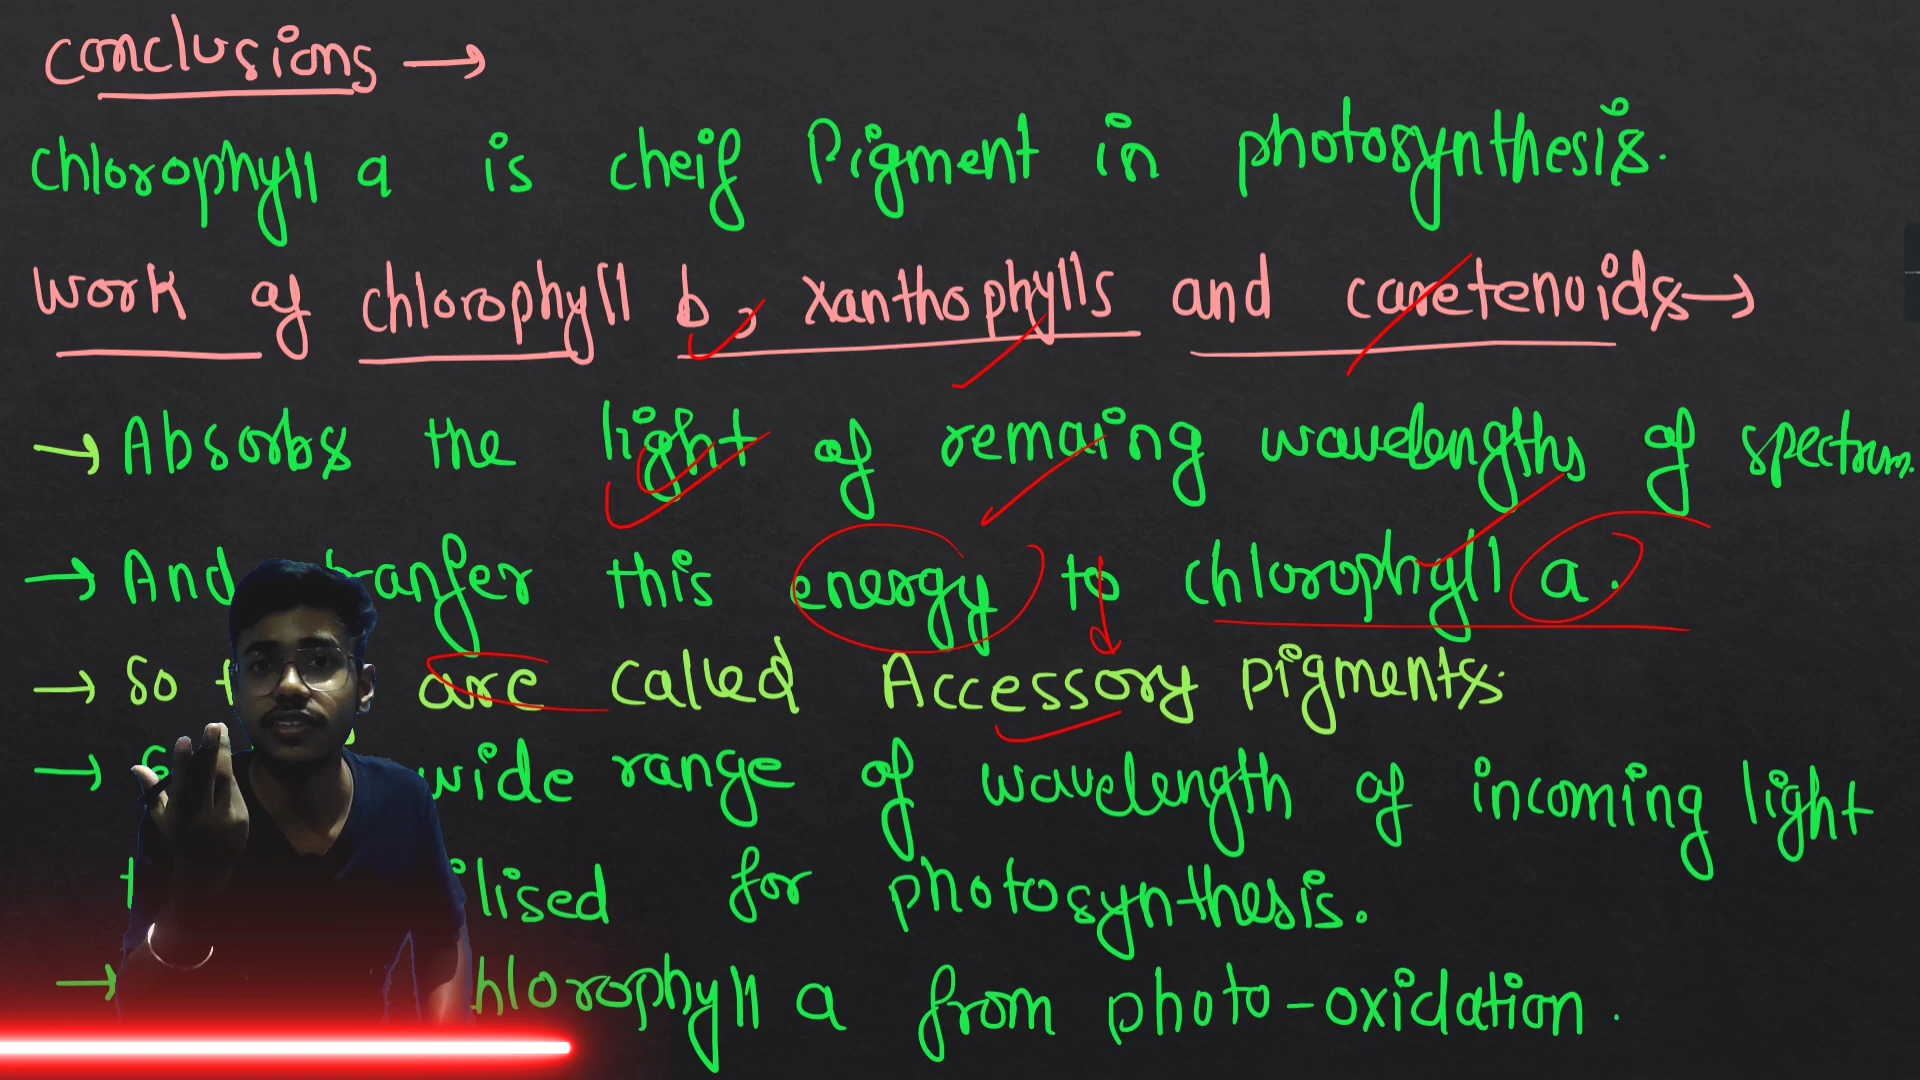 conclusions →
chlorophyll a is cheif Pigment in photosynthesis.
work of chlorophyll b, xanthophylls and caretenoids →
→ Absorbs the light of remaing wavelengths of spectrum.
→ And tranfer this energy to chlorophyll a.
→ So are called Accessory pigments.
→ wide range of wavelength of incoming light
for photosynthesis.
→ chlorophyll a from photo-oxidation.